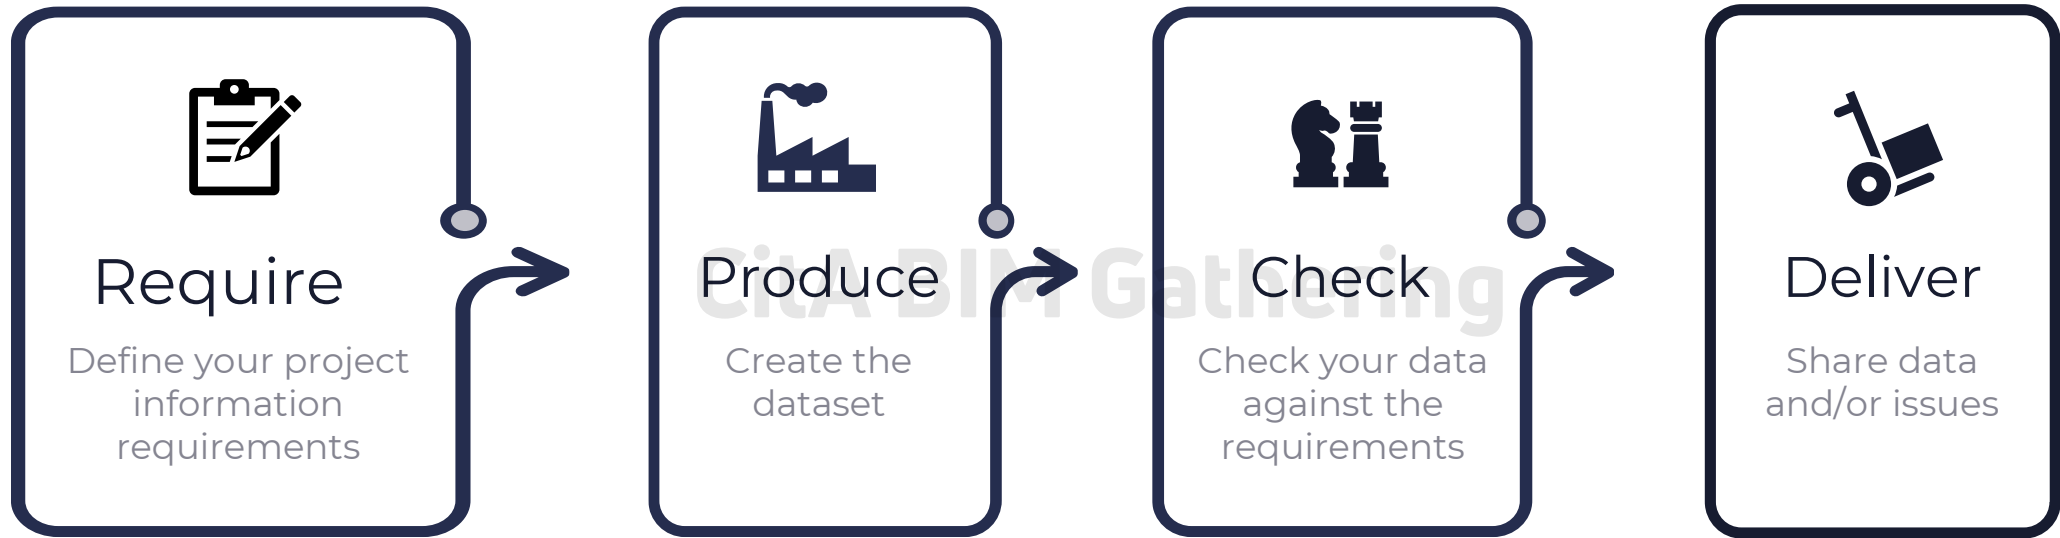 Require
Define your project
information
requirements
Produce
Create the
dataset
Check
Check your data
against the
requirements
Deliver
Share data
and/or issues
CitA BIM Gathering